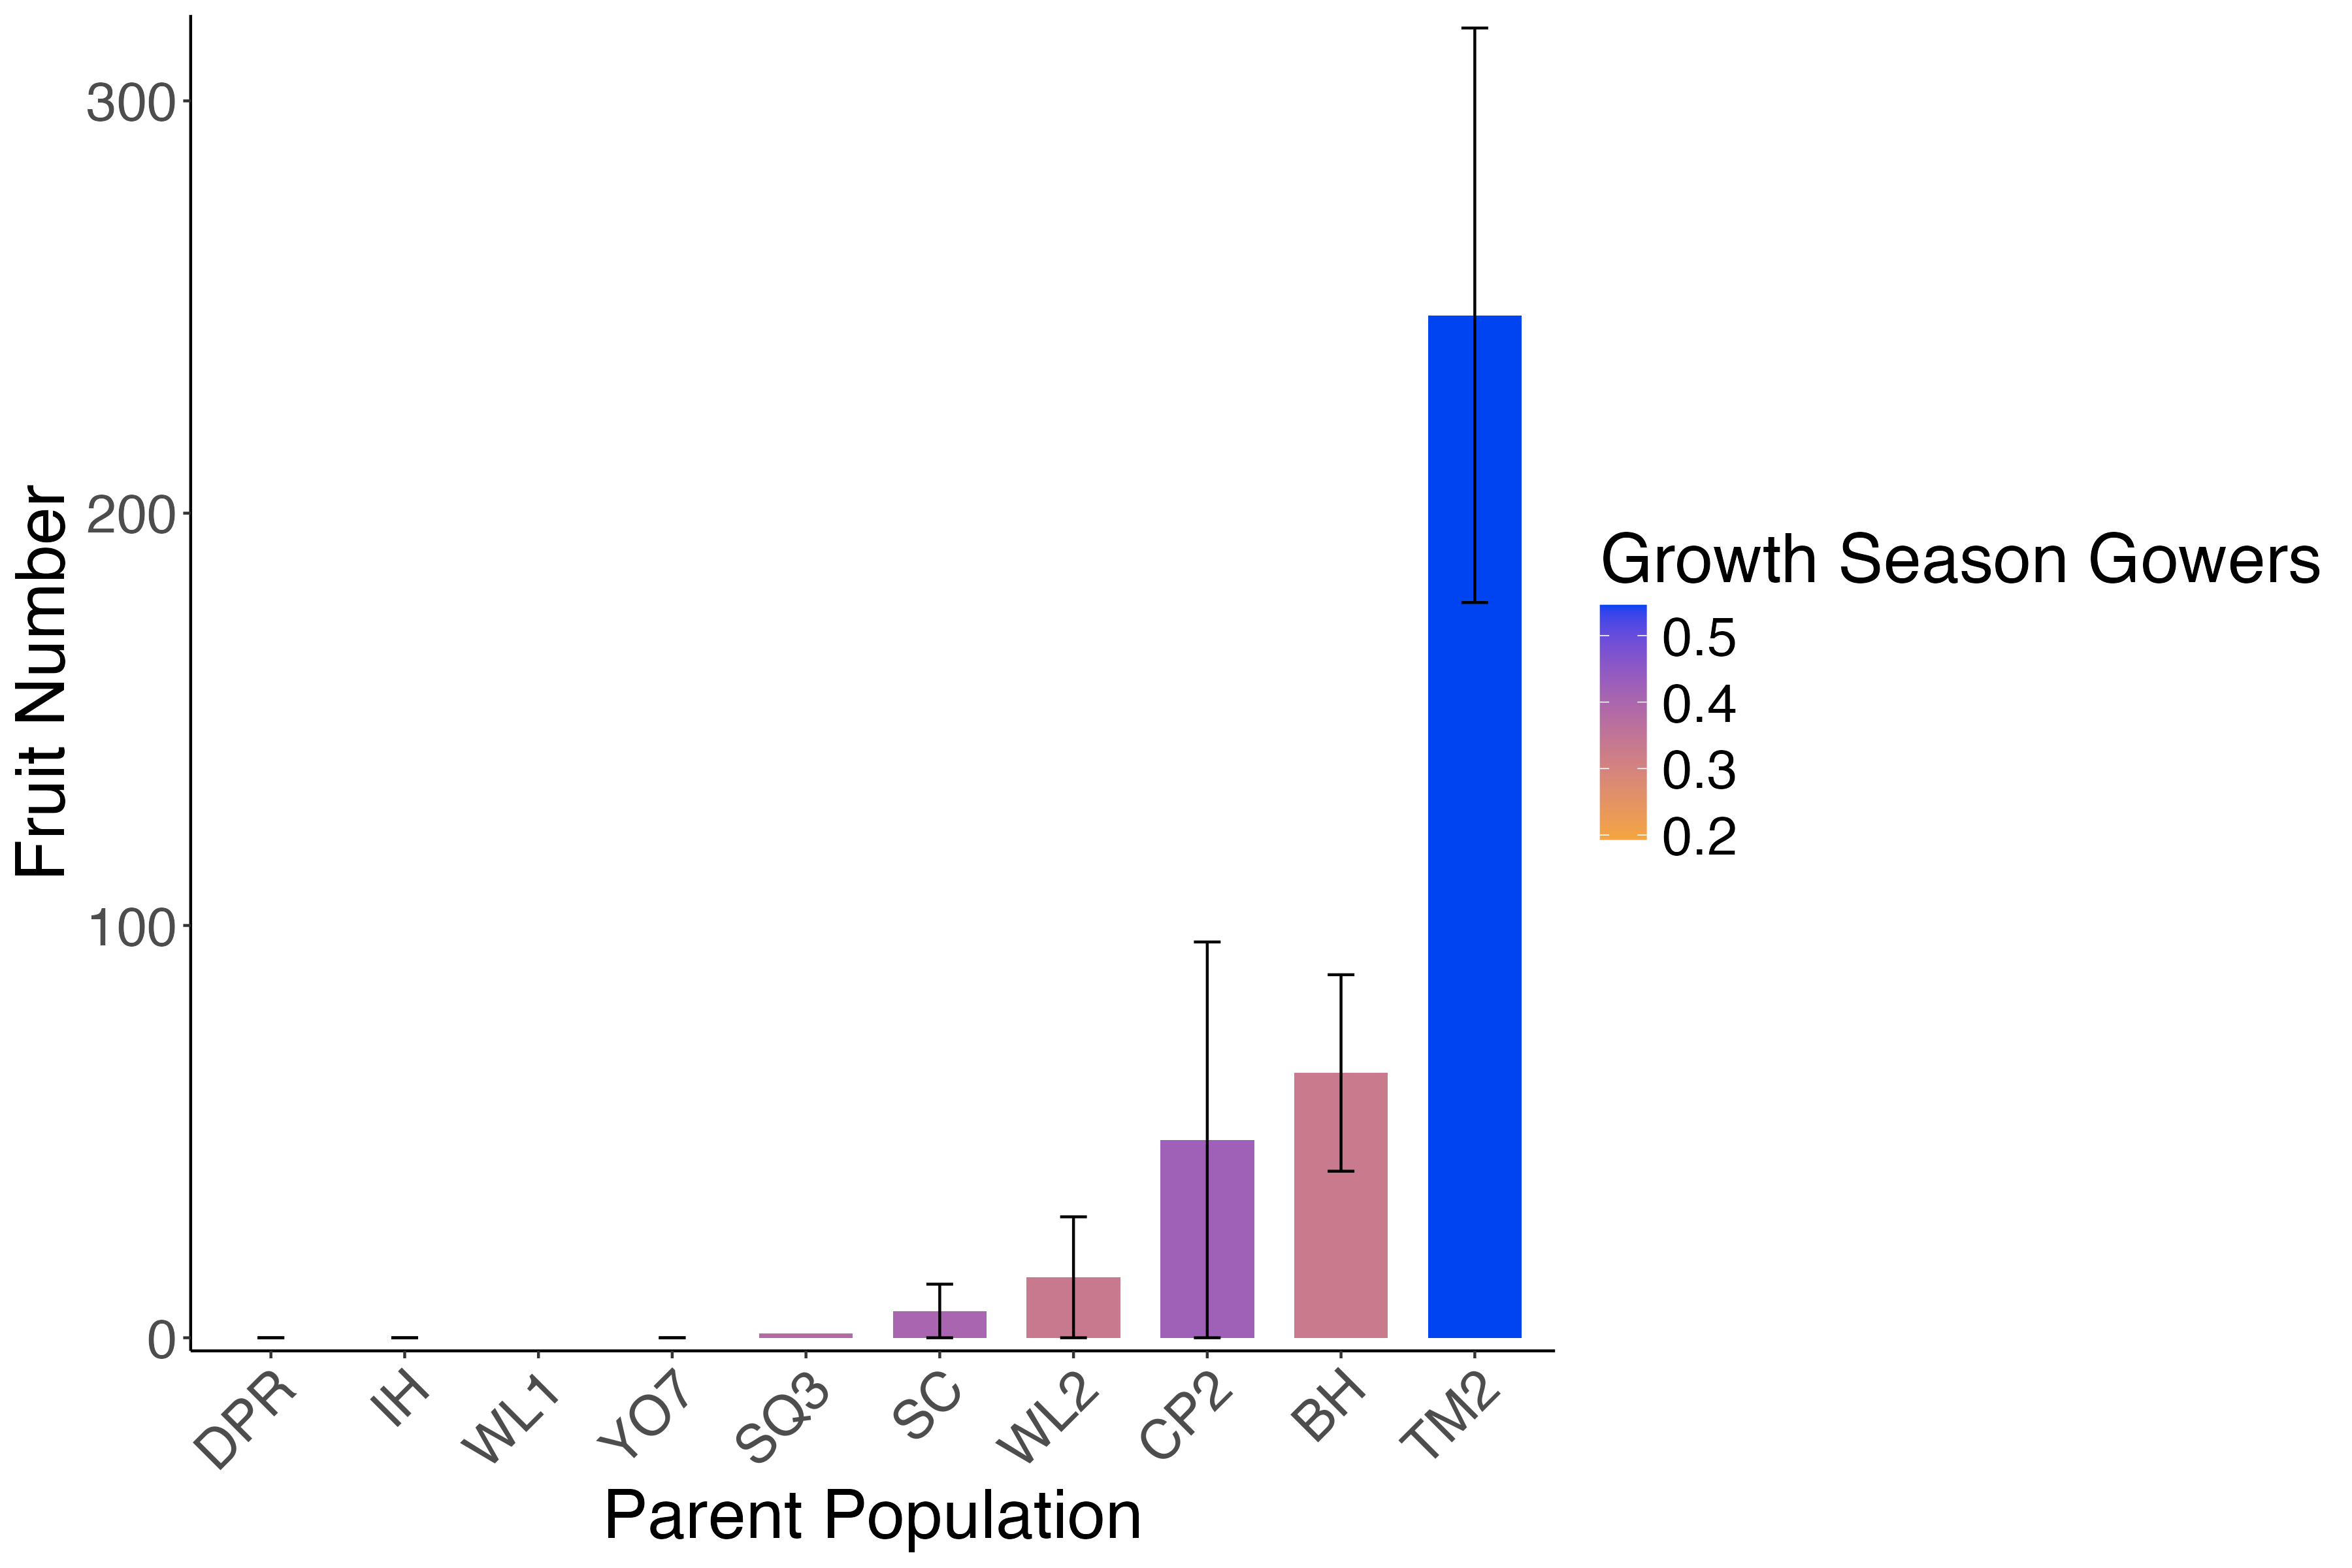 300
200
100
0
Fruit Number
DPR
IH
WL1
YO7
SQ3
SC
WL2
CP2
BH
TM2
Parent Population
Growth Season Gowers
0.5
0.4
0.3
0.2